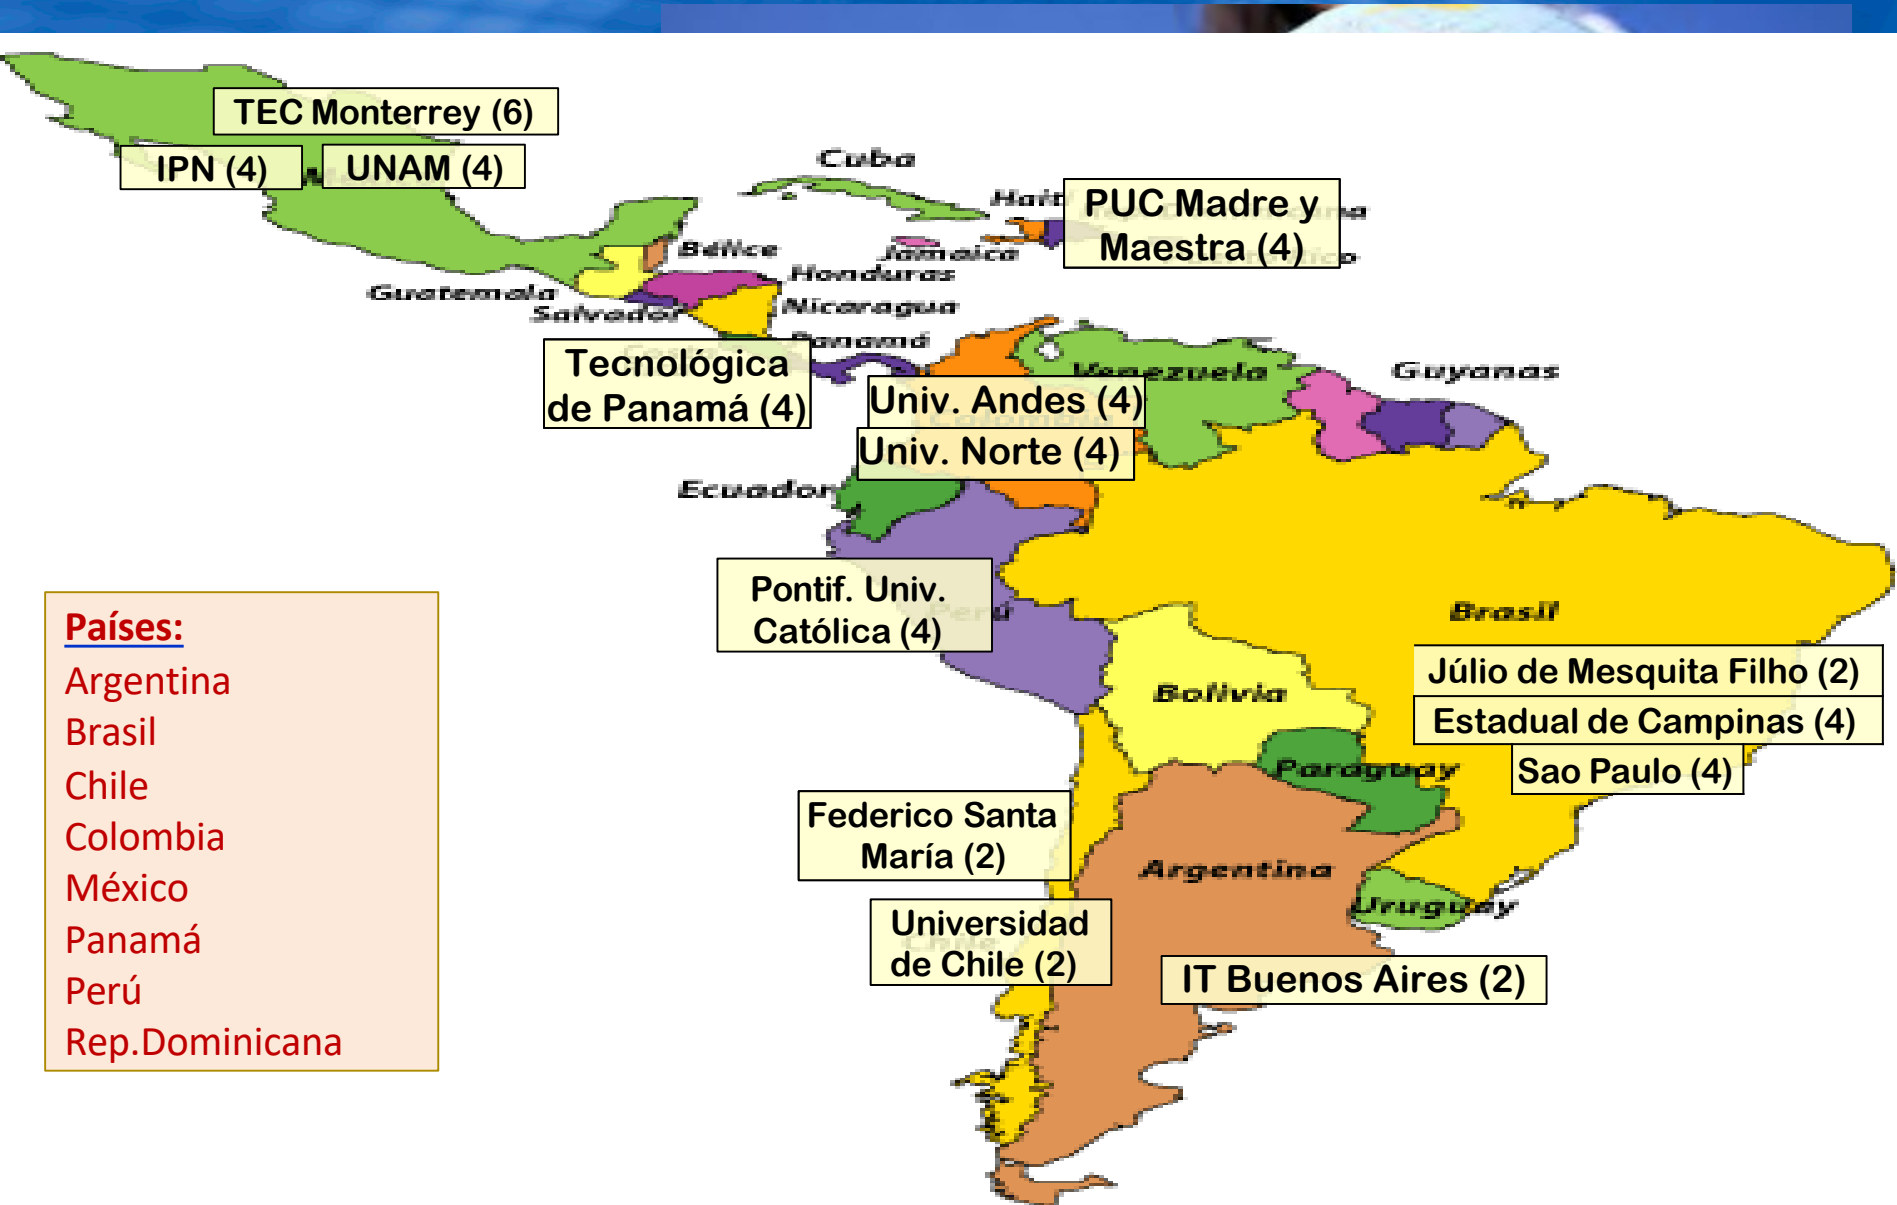 TEC Monterrey (6)
IPN (4)
UNAM (4)
Cuba
Haití
PUC Madre y
Maestra (4)
Jamaica
Bélice
Honduras
Guatemala
Salvador
Nicaragua
Panamá
Tecnológica
de Panamá (4)
Venezuela
Guyanas
Univ. Andes (4)
Colombia
Univ. Norte (4)
Ecuador
Pontif. Univ.
Católica (4)
Perú
Brasil
Países:
Argentina
Brasil
Chile
Colombia
México
Panamá
Perú
Rep.Dominicana
Júlio de Mesquita Filho (2)
Estadual de Campinas (4)
Sao Paulo (4)
Bolivia
Paraguay
Federico Santa
María (2)
Argentina
Uruguay
Universidad
de Chile (2)
Chile
IT Buenos Aires (2)